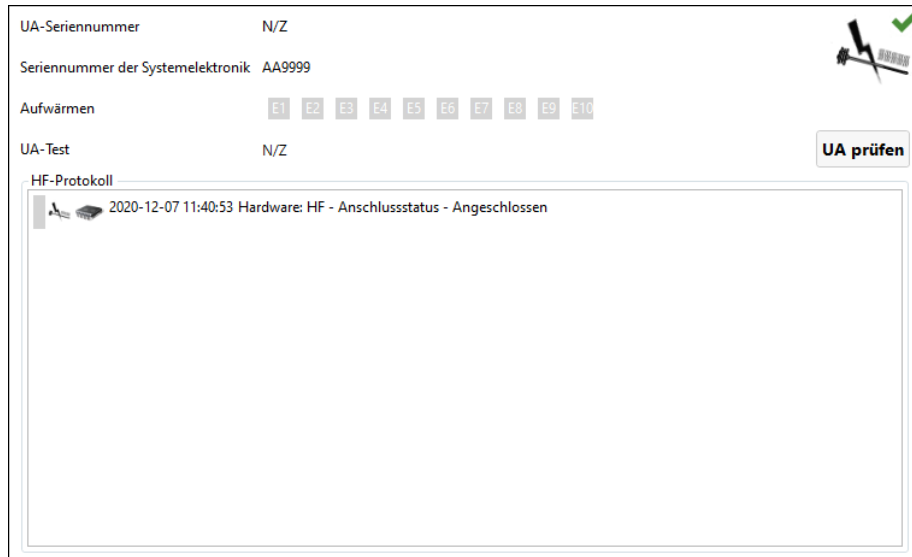 UA-Seriennummer N/Z
Seriennummer der Systemelektronik AA9999
Aufwärmen E1 E2 E3 E4 E5 E6 E7 E8 E9 E10
UA-Test N/Z UA prüfen
HF-Protokoll
2020-12-07 11:40:53 Hardware: HF - Anschlussstatus - Angeschlossen